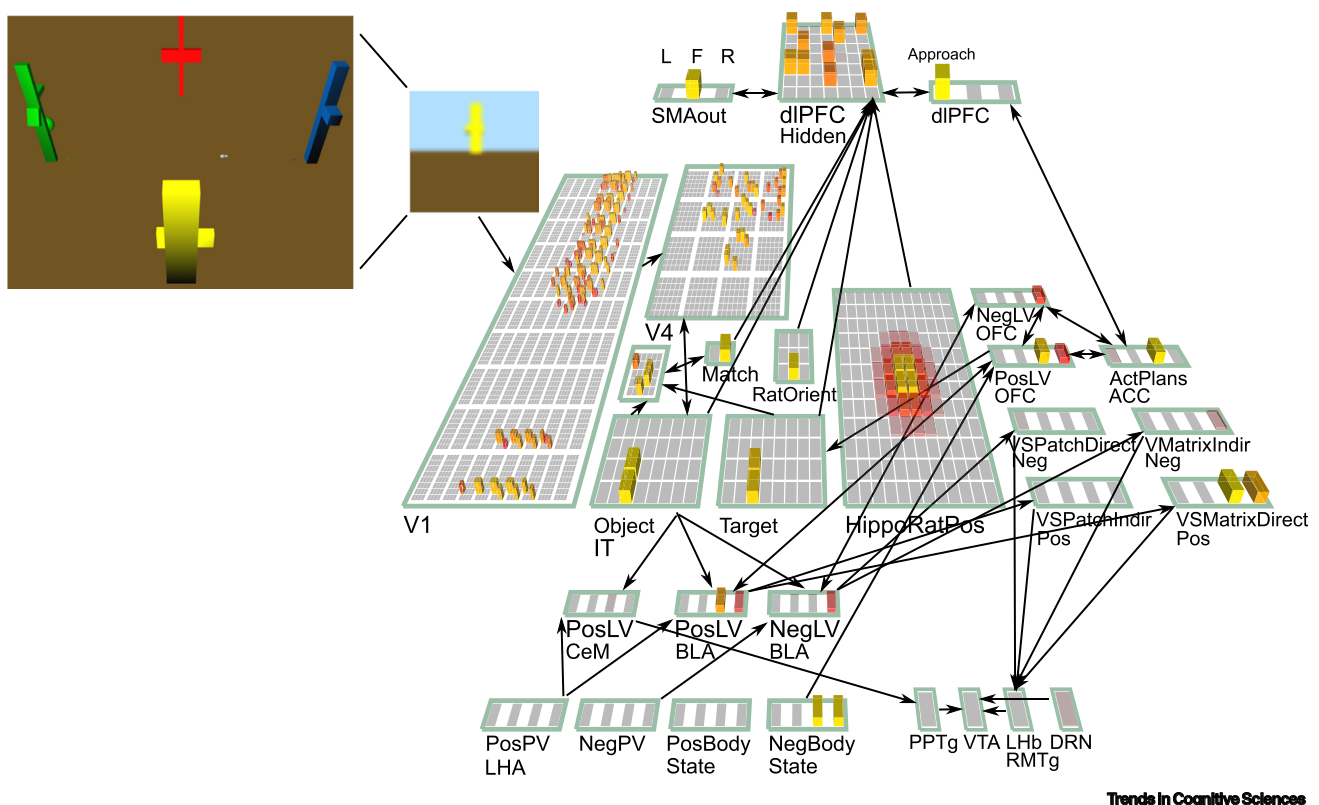 L F R
SMAout
dlPFC
Hidden
Approach
dlPFC
V4
Match
RatOrient
NegLV
OFC
PosLV
OFC
ActPlans
ACC
VSPatchDirect
Neg
VMatrixIndir
Neg
V1
Object
IT
Target
HippoRatPos
VSPatchIndir
Pos
VSMatrixDirect
Pos
PosLV
CeM
PosLV
BLA
NegLV
BLA
PosPV
LHA
NegPV
PosBody
State
NegBody
State
PPTg
VTA
LHb
RMTg
DRN
Trends in Cognitive Sciences